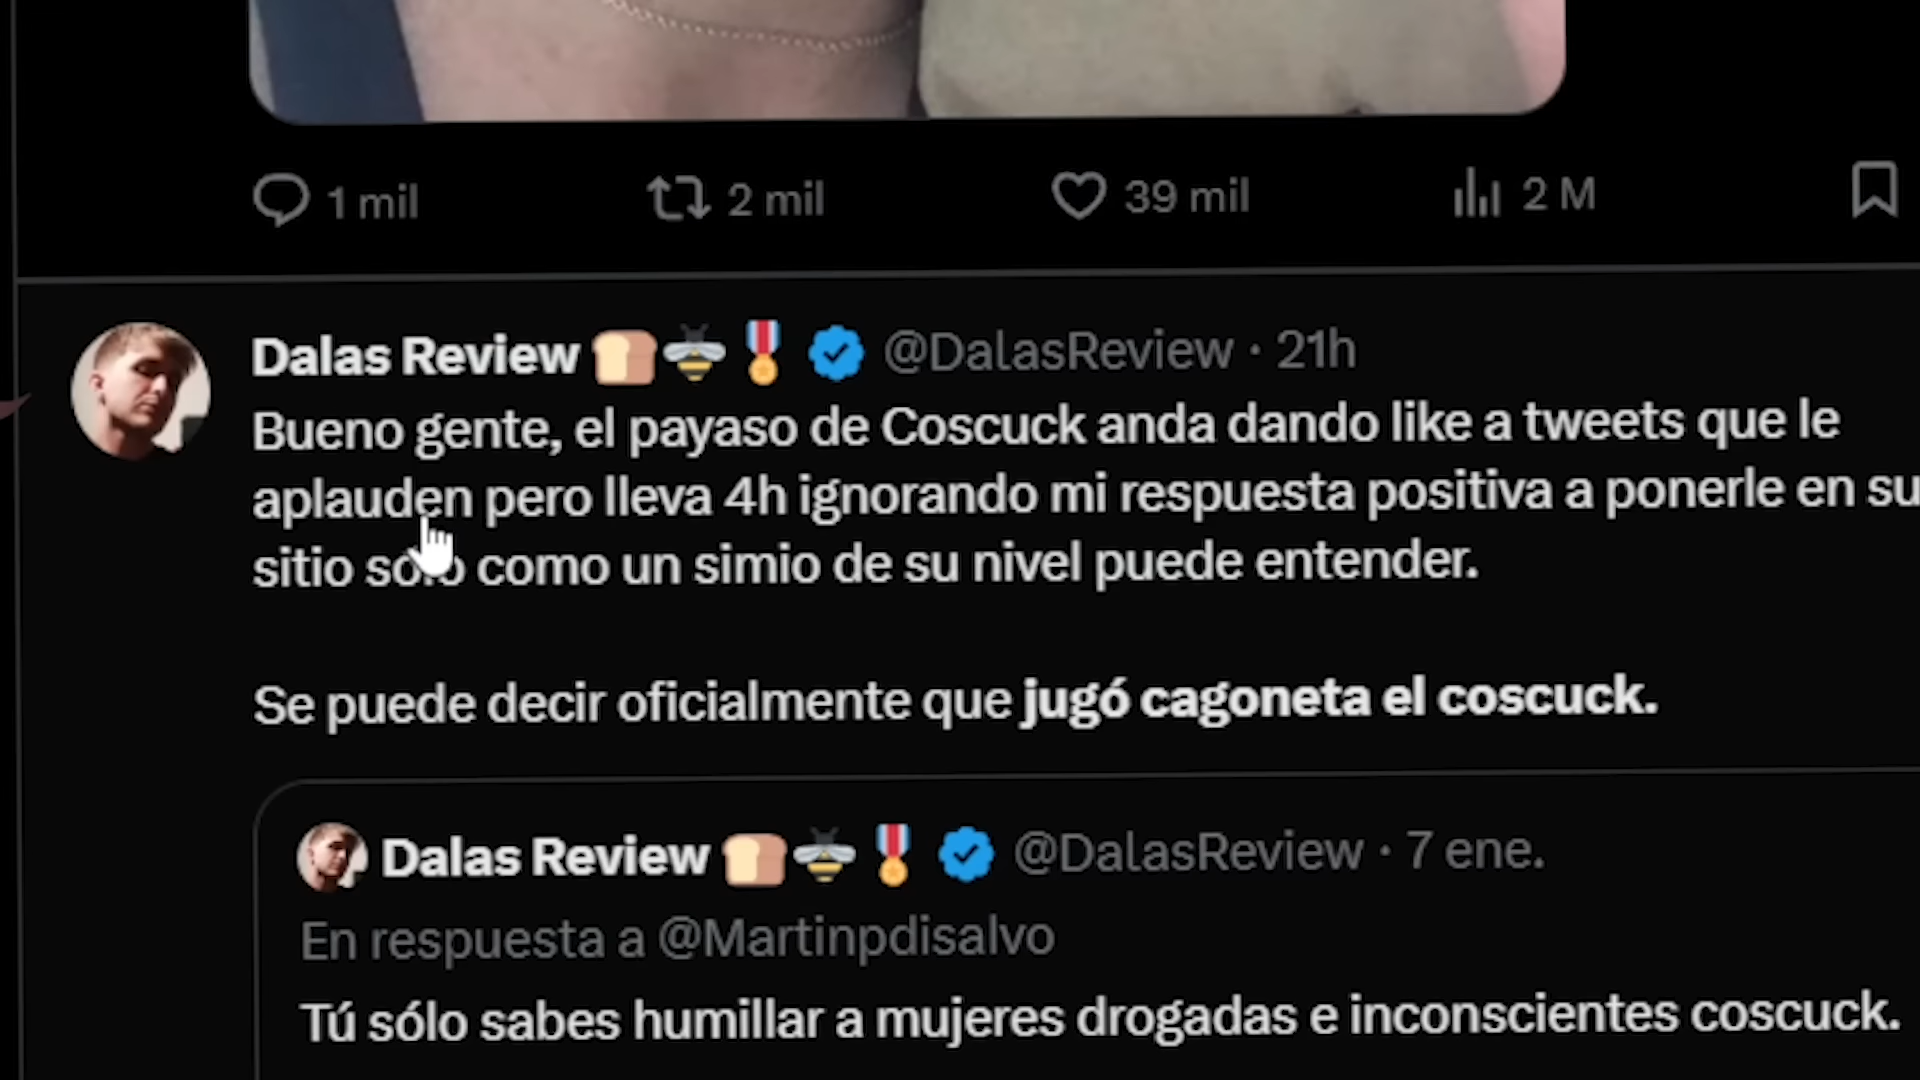 1 mil 2 mil 39 mil 2 M
Dalas Review @DalasReview · 21h
Bueno gente, el payaso de Coscuck anda dando like a tweets que le
aplauden pero lleva 4h ignorando mi respuesta positiva a ponerle en su
sitio solo como un simio de su nivel puede entender.
Se puede decir oficialmente que jugó cagoneta el coscuck.
Dalas Review @DalasReview · 7 ene.
En respuesta a @Martinpdisalvo
Tú sólo sabes humillar a mujeres drogadas e inconscientes coscuck.